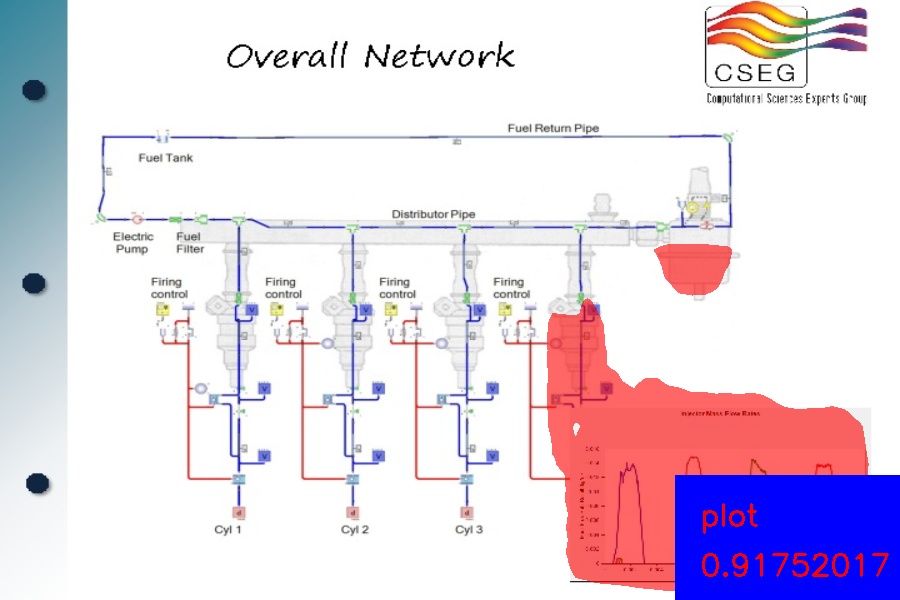 Overall Network
CSEG
Computational Sciences Experts Group
Fuel Return Pipe
Fuel Tank
Distributor Pipe
Electric
Pump
Fuel
Filter
Firing
control
Firing
control
Firing
control
Firing
control
Injector Mass Flow Rates
Cyl 1
Cyl 2
Cyl 3
plot
0.91752017